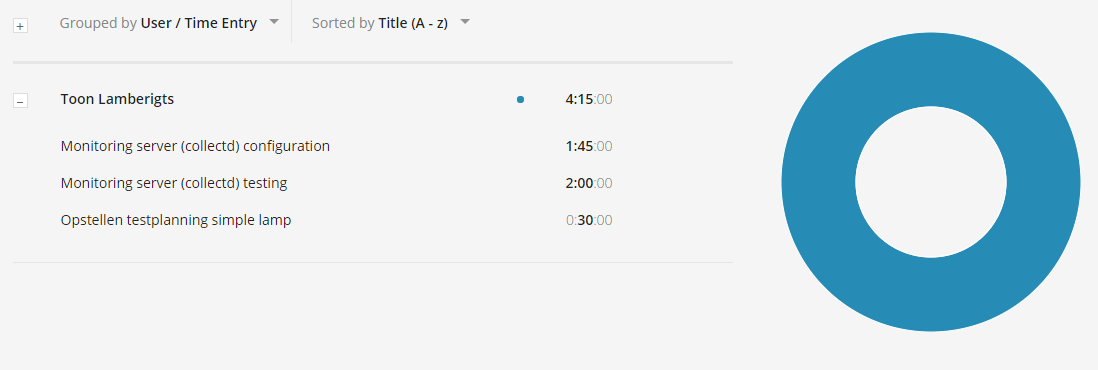 Grouped by User / Time Entry Sorted by Title (A - z)
Toon Lamberigts 4:15:00
Monitoring server (collectd) configuration 1:45:00
Monitoring server (collectd) testing 2:00:00
Opstellen testplanning simple lamp 0:30:00